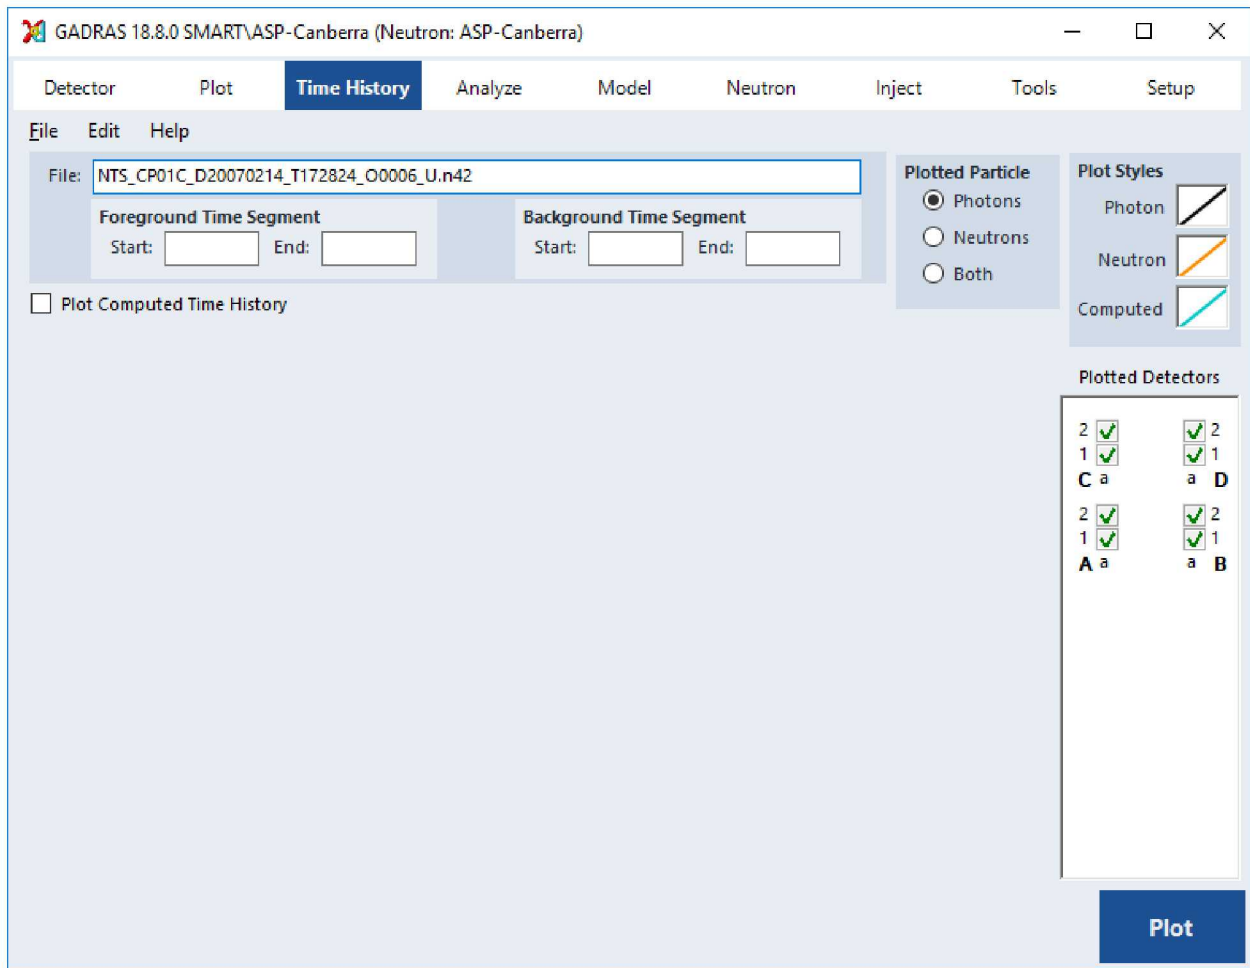 GADRAS 18.8.0 SMART\ASP-Canberra (Neutron: ASP-Canberra)
Detector Plot Time History Analyze Model Neutron Inject Tools Setup
File Edit Help
File: NTS_CP01C_D20070214_T172824_O0006_U.n42
Foreground Time Segment
Start: End:
Background Time Segment
Start: End:
Plot Computed Time History
Plotted Particle
Photons
Neutrons
Both
Plot Styles
Photon
Neutron
Computed
Plotted Detectors
2 2
1 1
C a a D
2 2
1 1
A a a B
Plot